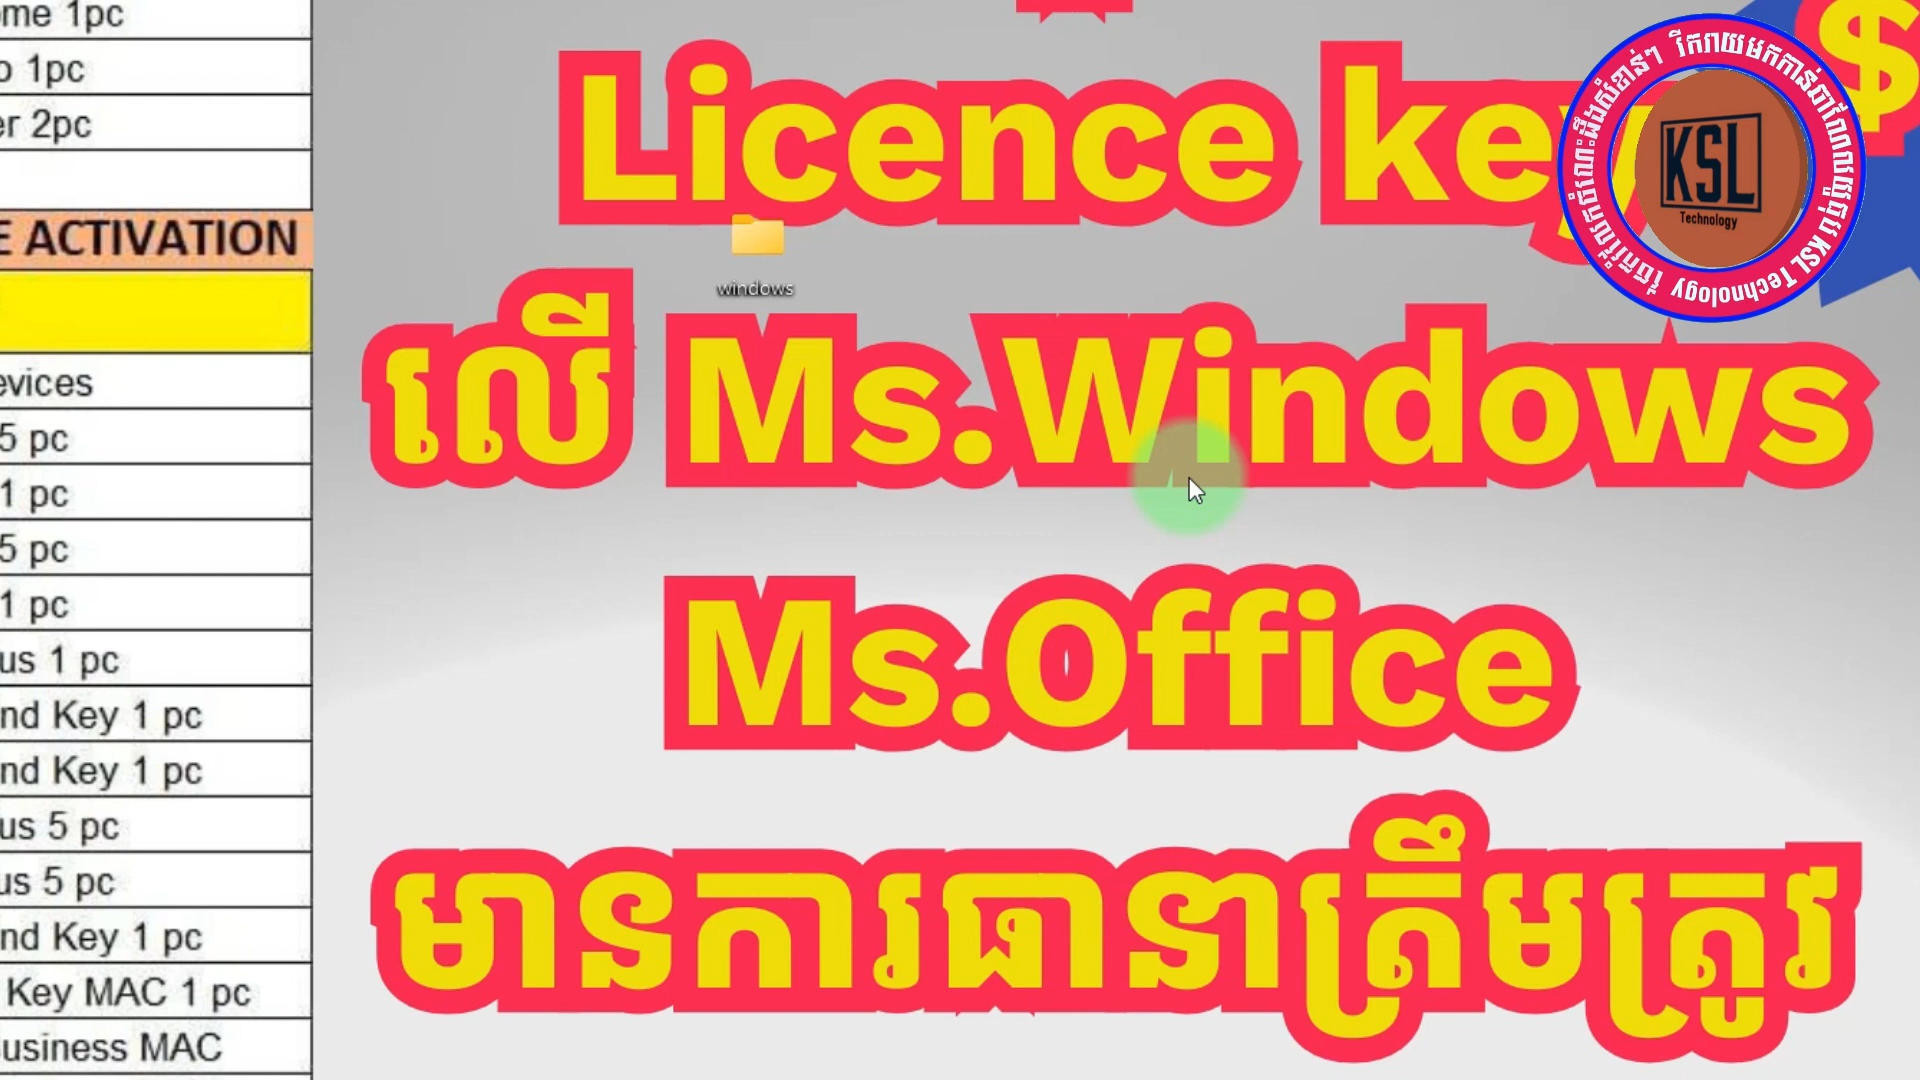 ome 1pc
o 1pc
er 2pc
E ACTIVATION
evices
5 pc
1 pc
5 pc
1 pc
us 1 pc
nd Key 1 pc
nd Key 1 pc
us 5 pc
us 5 pc
nd Key 1 pc
Key MAC 1 pc
usiness MAC
Licence key
windows
លើ Ms.Windows
Ms.Office
មានការធានាត្រឹមត្រូវ
$
KSL
Technology
KSL Technology